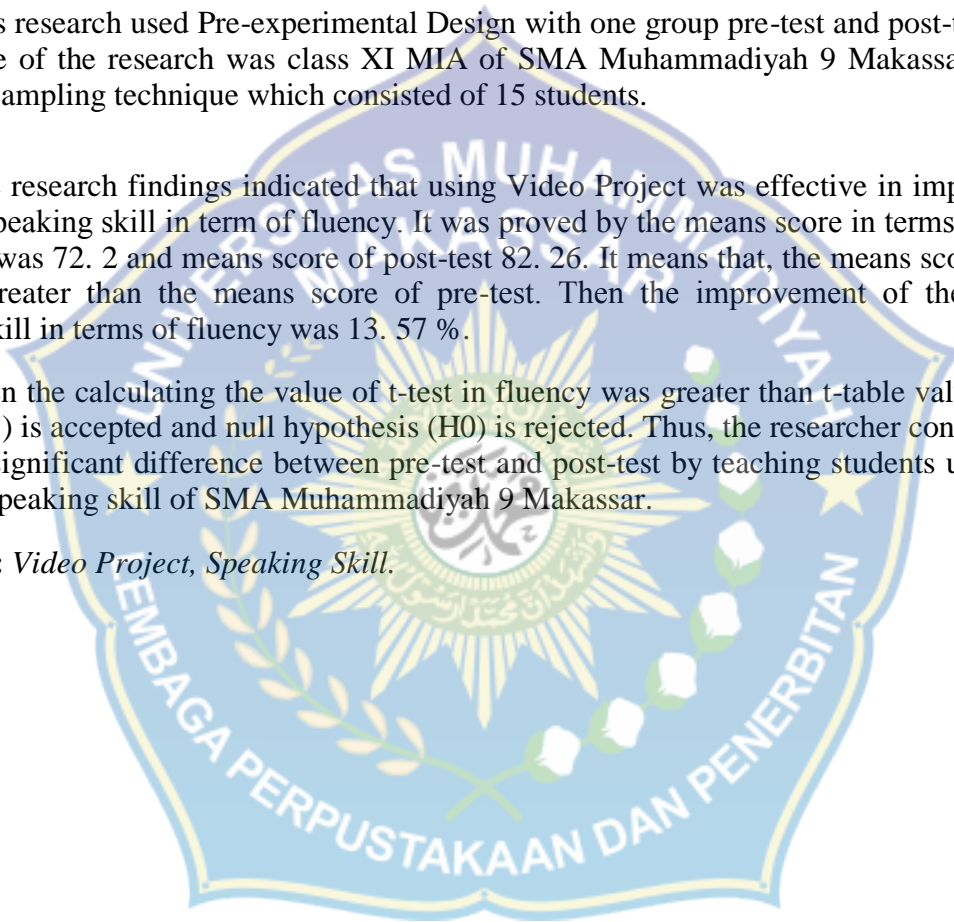 s research used Pre-experimental Design with one group pre-test and post-t
e of the research was class XI MIA of SMA Muhammadiyah 9 Makassa
ampling technique which consisted of 15 students.
research findings indicated that using Video Project was effective in imp
peaking skill in term of fluency. It was proved by the means score in terms
was 72. 2 and means score of post-test 82. 26. It means that, the means sco
reater than the means score of pre-test. Then the improvement of the
kill in terms of fluency was 13. 57 %.
n the calculating the value of t-test in fluency was greater than t-table val
) is accepted and null hypothesis (H0) is rejected. Thus, the researcher con
significant difference between pre-test and post-test by teaching students u
peaking skill of SMA Muhammadiyah 9 Makassar.
: Video Project, Speaking Skill.
UNIVERSITAS MUHAMMADIYAH
MAKASSAR
LEMBAGA PERPUSTAKAAN DAN PENERBITAN